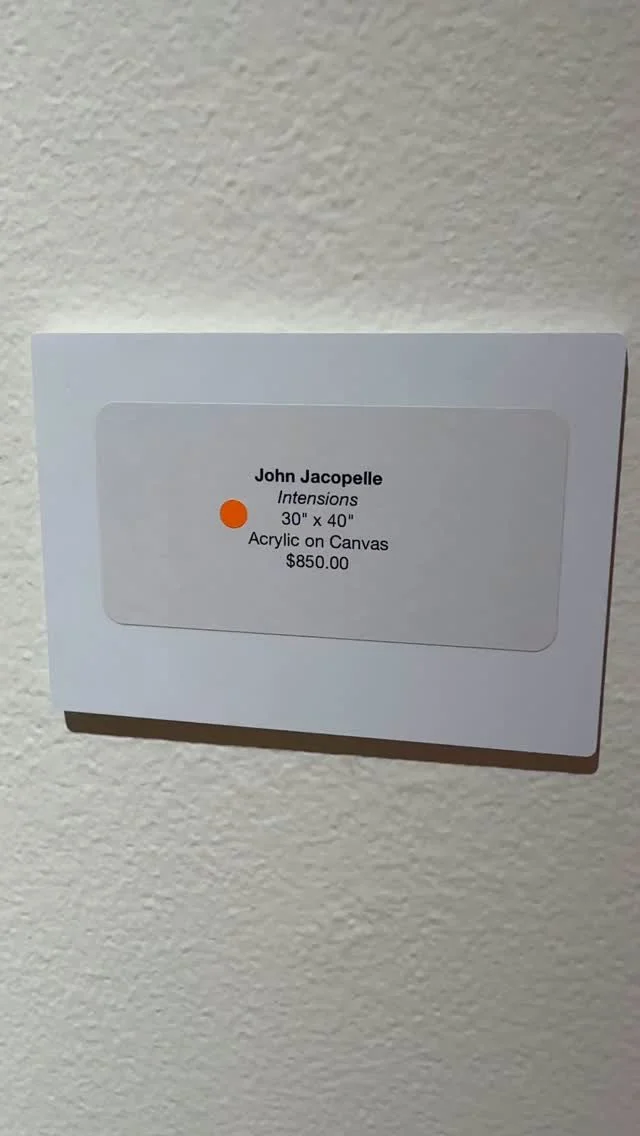 John Jacopelle
Intensions
30" x 40"
Acrylic on Canvas
$850.00